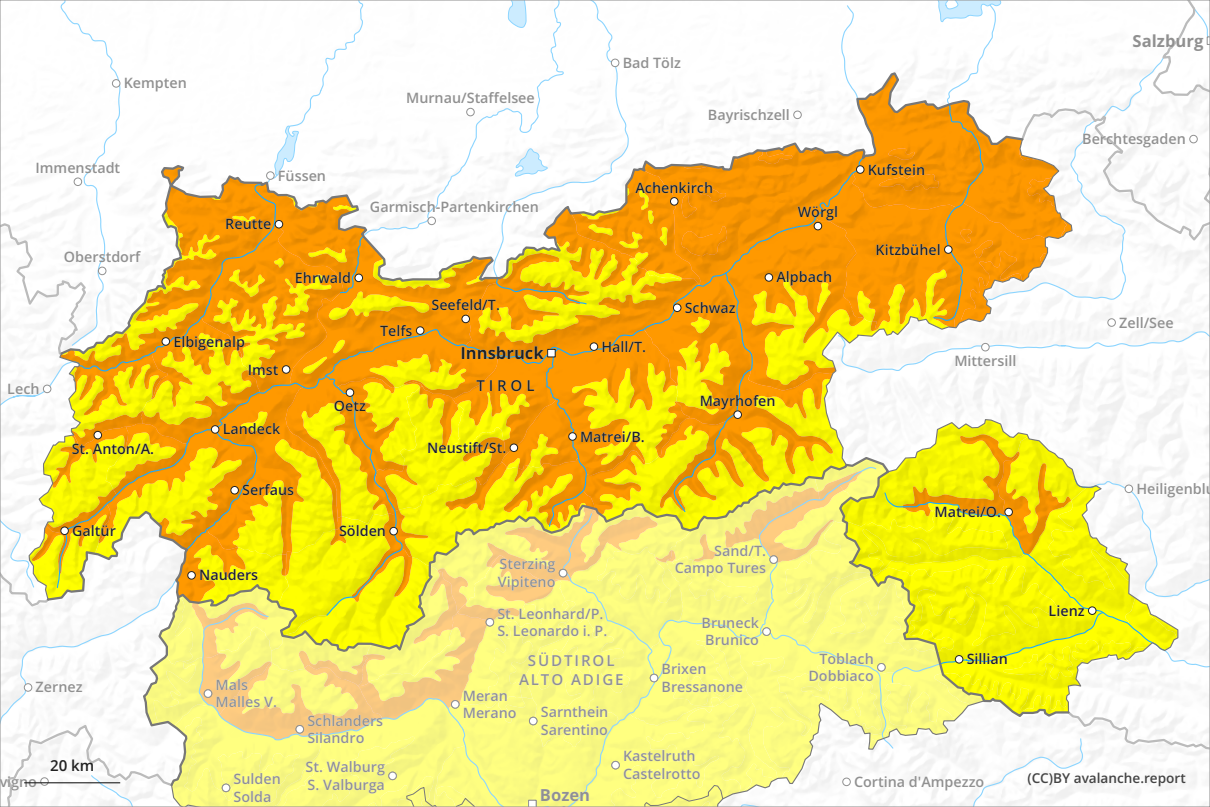 Salzburg
Bad Tölz
Kempten
Murnau/Staffelsee
Bayrischzell
Berchtesgaden
Immenstadt
Füssen
Kufstein
Achenkirch
Garmisch-Partenkirchen
Wörgl
Reutte
Kitzbühel
Oberstdorf
Ehrwald
Alpbach
Seefeld/T.
Schwaz
Zell/See
Telfs
Elbigenalp
Innsbruck
Hall/T.
Mittersill
Imst
TIROL
Lech
Oetz
Mayrhofen
Landeck
Matrei/B.
St. Anton/A.
Neustift/St.
Serfaus
Heiligenblu
Matrei/O.
Galtür
Sölden
Sand/T.
Campo Tures
Sterzing
Vipiteno
Nauders
St. Leonhard/P.
S. Leonardo i. P.
Lienz
Bruneck
Brunico
SÜDTIROL
ALTO ADIGE
Sillian
Toblach
Dobbiaco
Brixen
Bressanone
Zernez
Mals
Malles V.
Meran
Merano
Sarnthein
Sarentino
Schlanders
Silandro
Kastelruth
Castelrotto
20 km
St. Walburg
S. Valburga
vigno
Sulden
Solda
Cortina d'Ampezzo
(CC)BY avalanche.report
Bozen